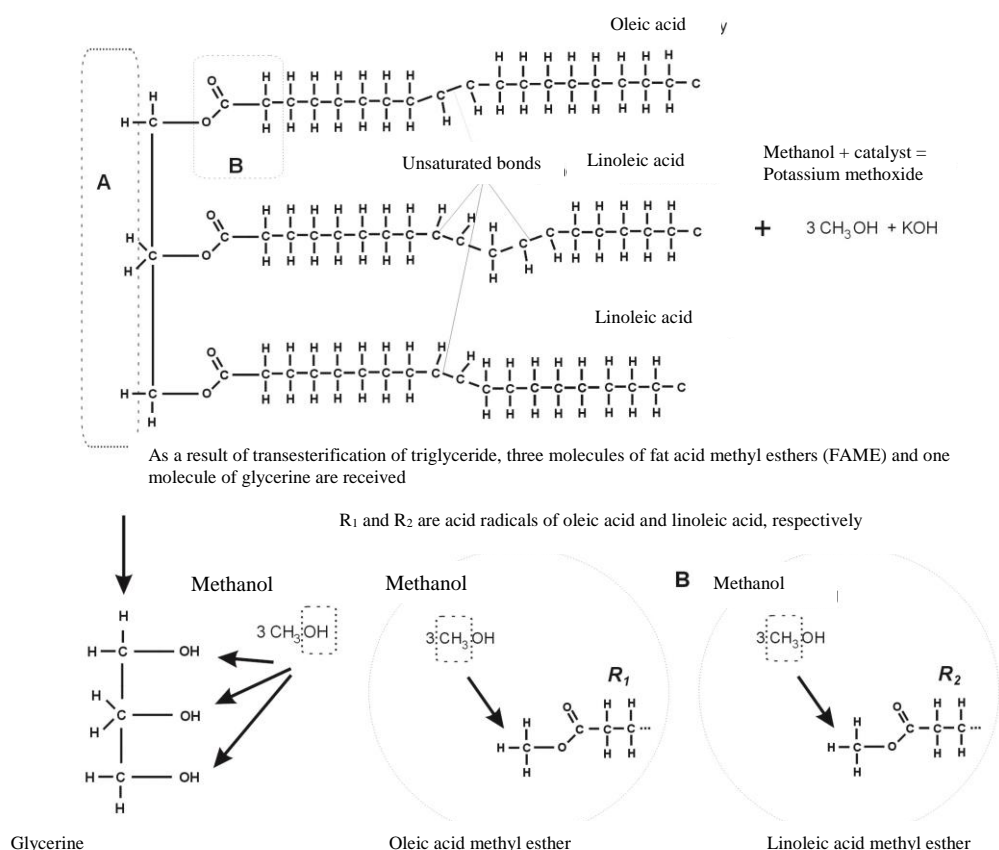 Oleic acid y
Unsaturated bonds
Linoleic acid
Methanol + catalyst =
Potassium methoxide
A
B
+ 3 CH₃OH + KOH
Linoleic acid
As a result of transesterification of triglyceride, three molecules of fat acid methyl esthers (FAME) and one
molecule of glycerine are received
R₁ and R₂ are acid radicals of oleic acid and linoleic acid, respectively
Methanol
3 CH₃OH
Methanol
3 CH₃OH
B Methanol
3 CH₃OH
R₁
R₂
OH
OH
OH
Glycerine
Oleic acid methyl esther
Linoleic acid methyl esther